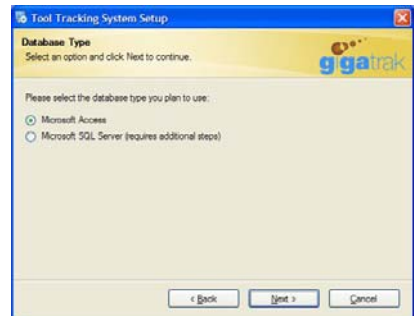 Tool Tracking System Setup
Database Type
Select an option and click Next to continue.
gigatrak
Please select the database type you plan to use:
Microsoft Access
Microsoft SQL Server (requires additional steps)
< Back
Next >
Cancel